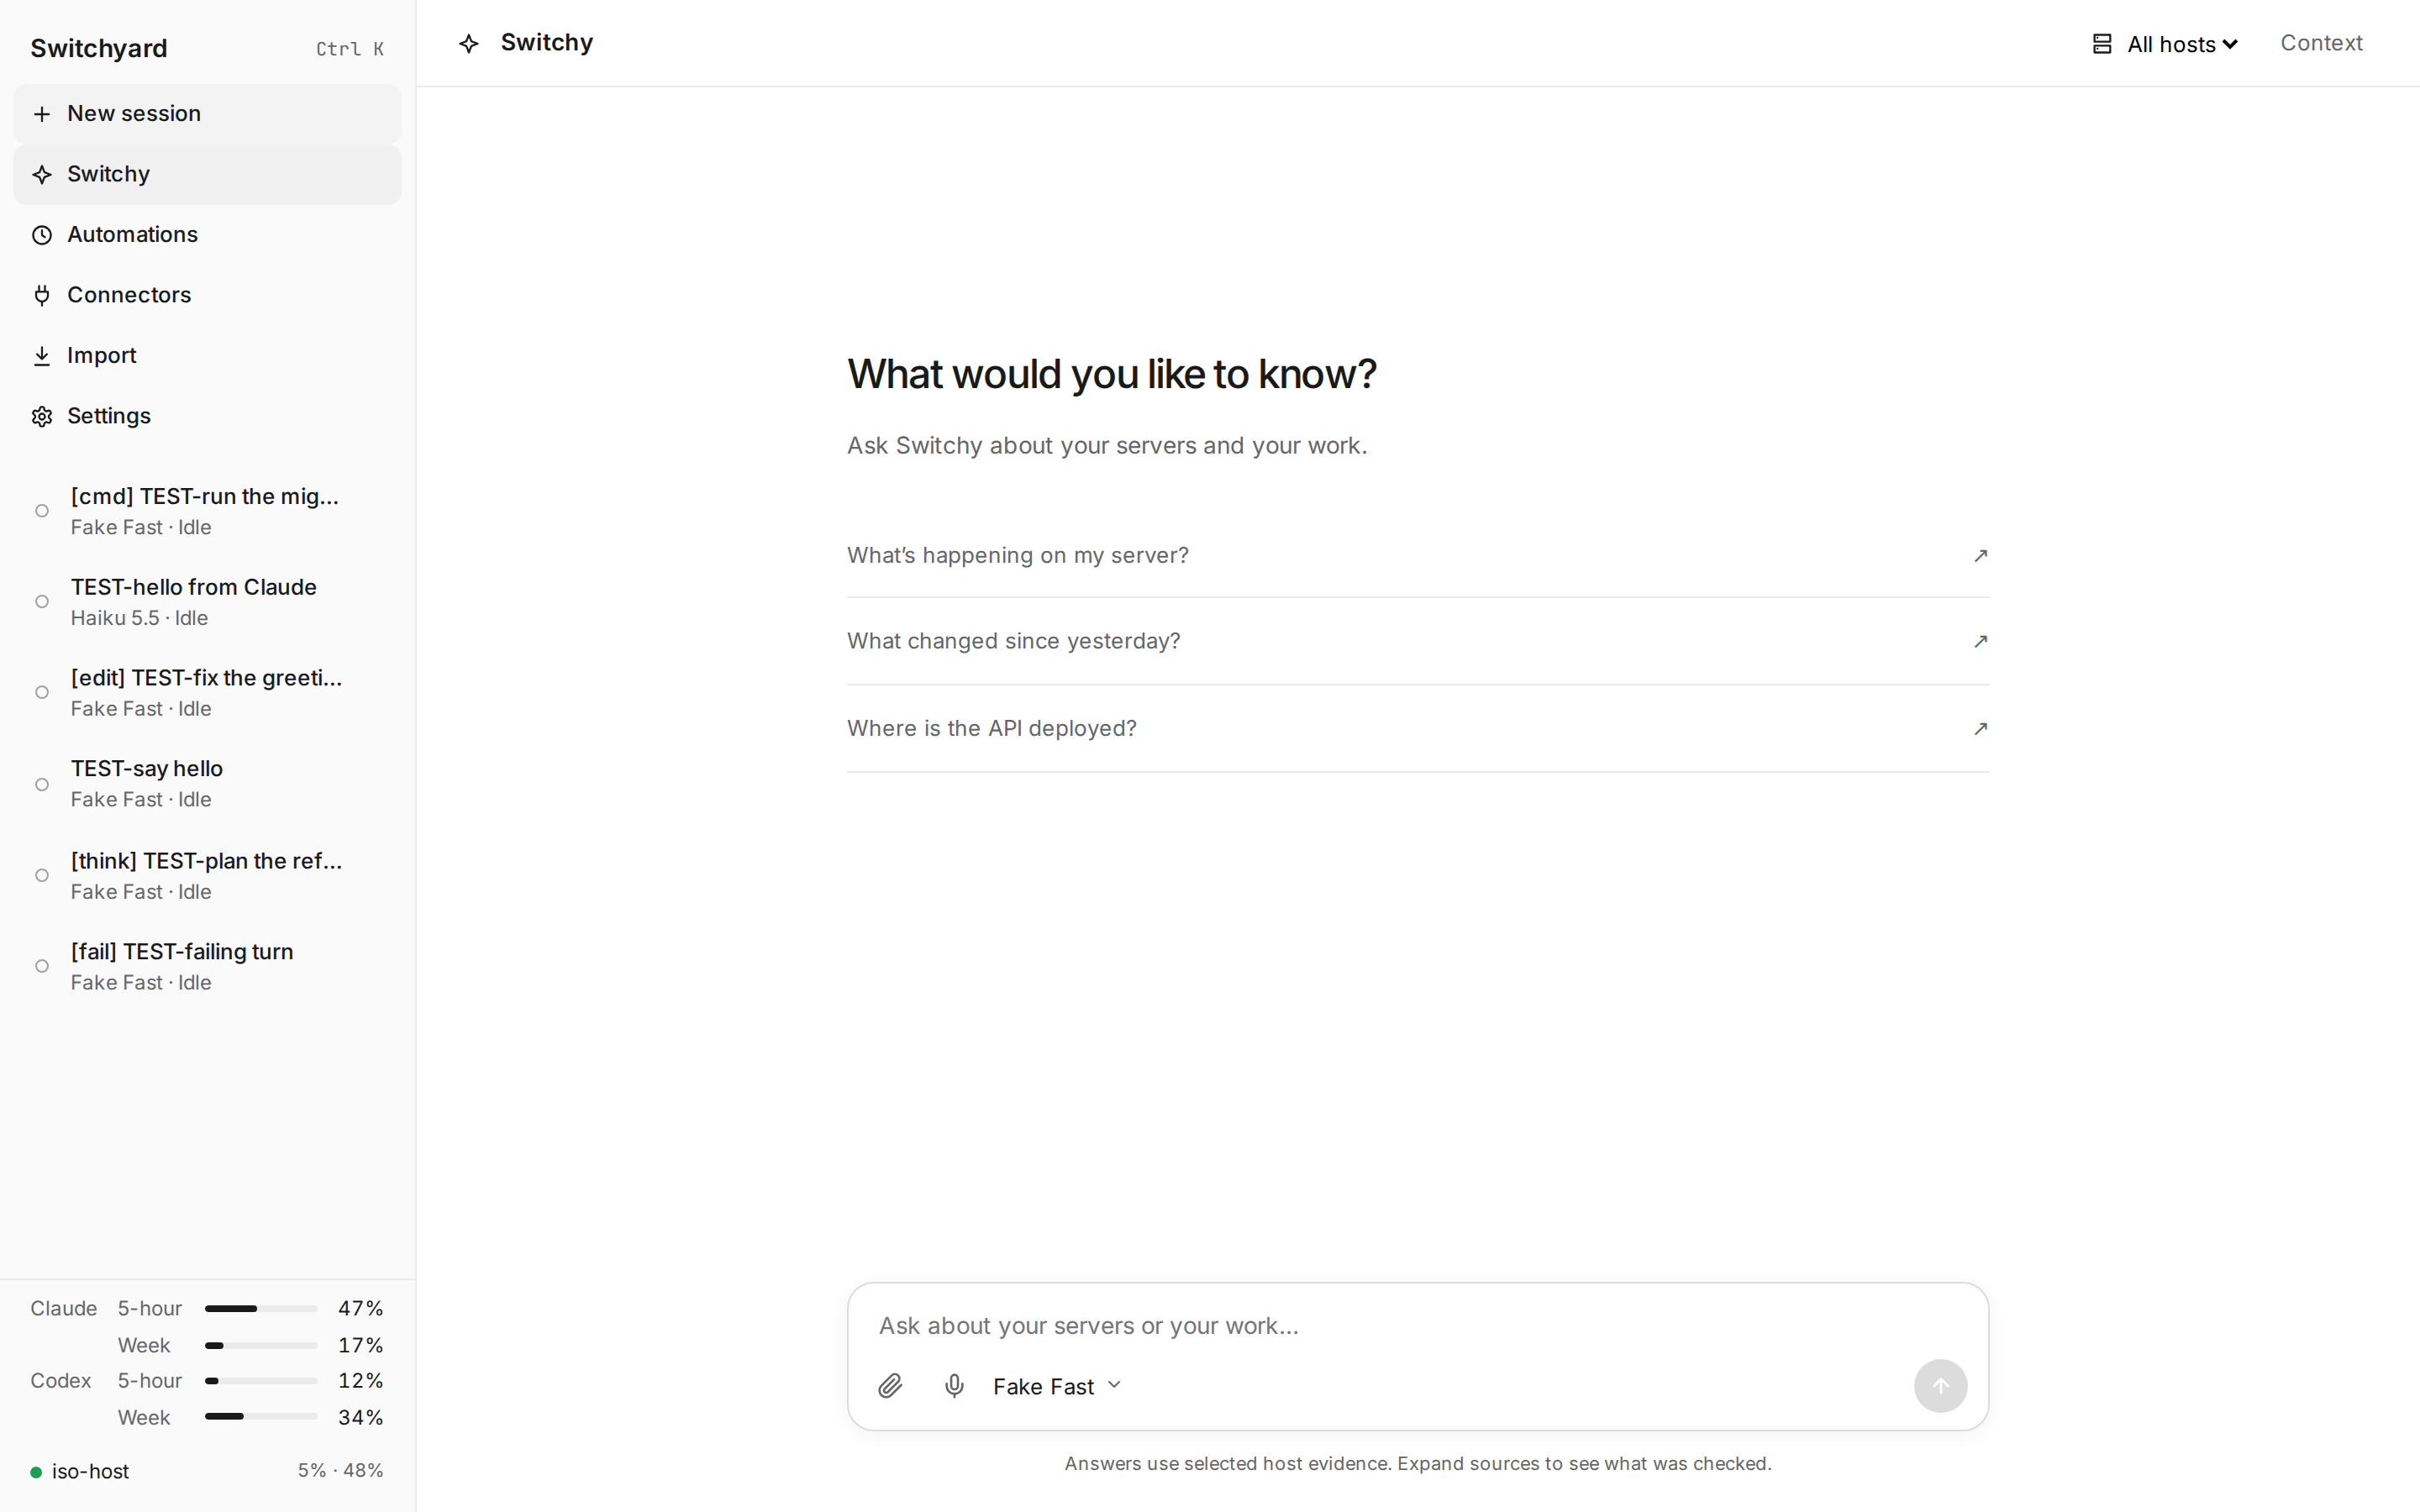 Switchyard
Ctrl K
New session
Switchy
Automations
Connectors
Import
Settings
[cmd] TEST-run the mig...
Fake Fast · Idle
TEST-hello from Claude
Haiku 5.5 · Idle
[edit] TEST-fix the greeti...
Fake Fast · Idle
TEST-say hello
Fake Fast · Idle
[think] TEST-plan the ref...
Fake Fast · Idle
[fail] TEST-failing turn
Fake Fast · Idle
Claude 5-hour 47%
Week 17%
Codex 5-hour 12%
Week 34%
iso-host 5% · 48%
Switchy
All hosts
Context
What would you like to know?
Ask Switchy about your servers and your work.
What’s happening on my server?
What changed since yesterday?
Where is the API deployed?
Ask about your servers or your work...
Fake Fast
Answers use selected host evidence. Expand sources to see what was checked.